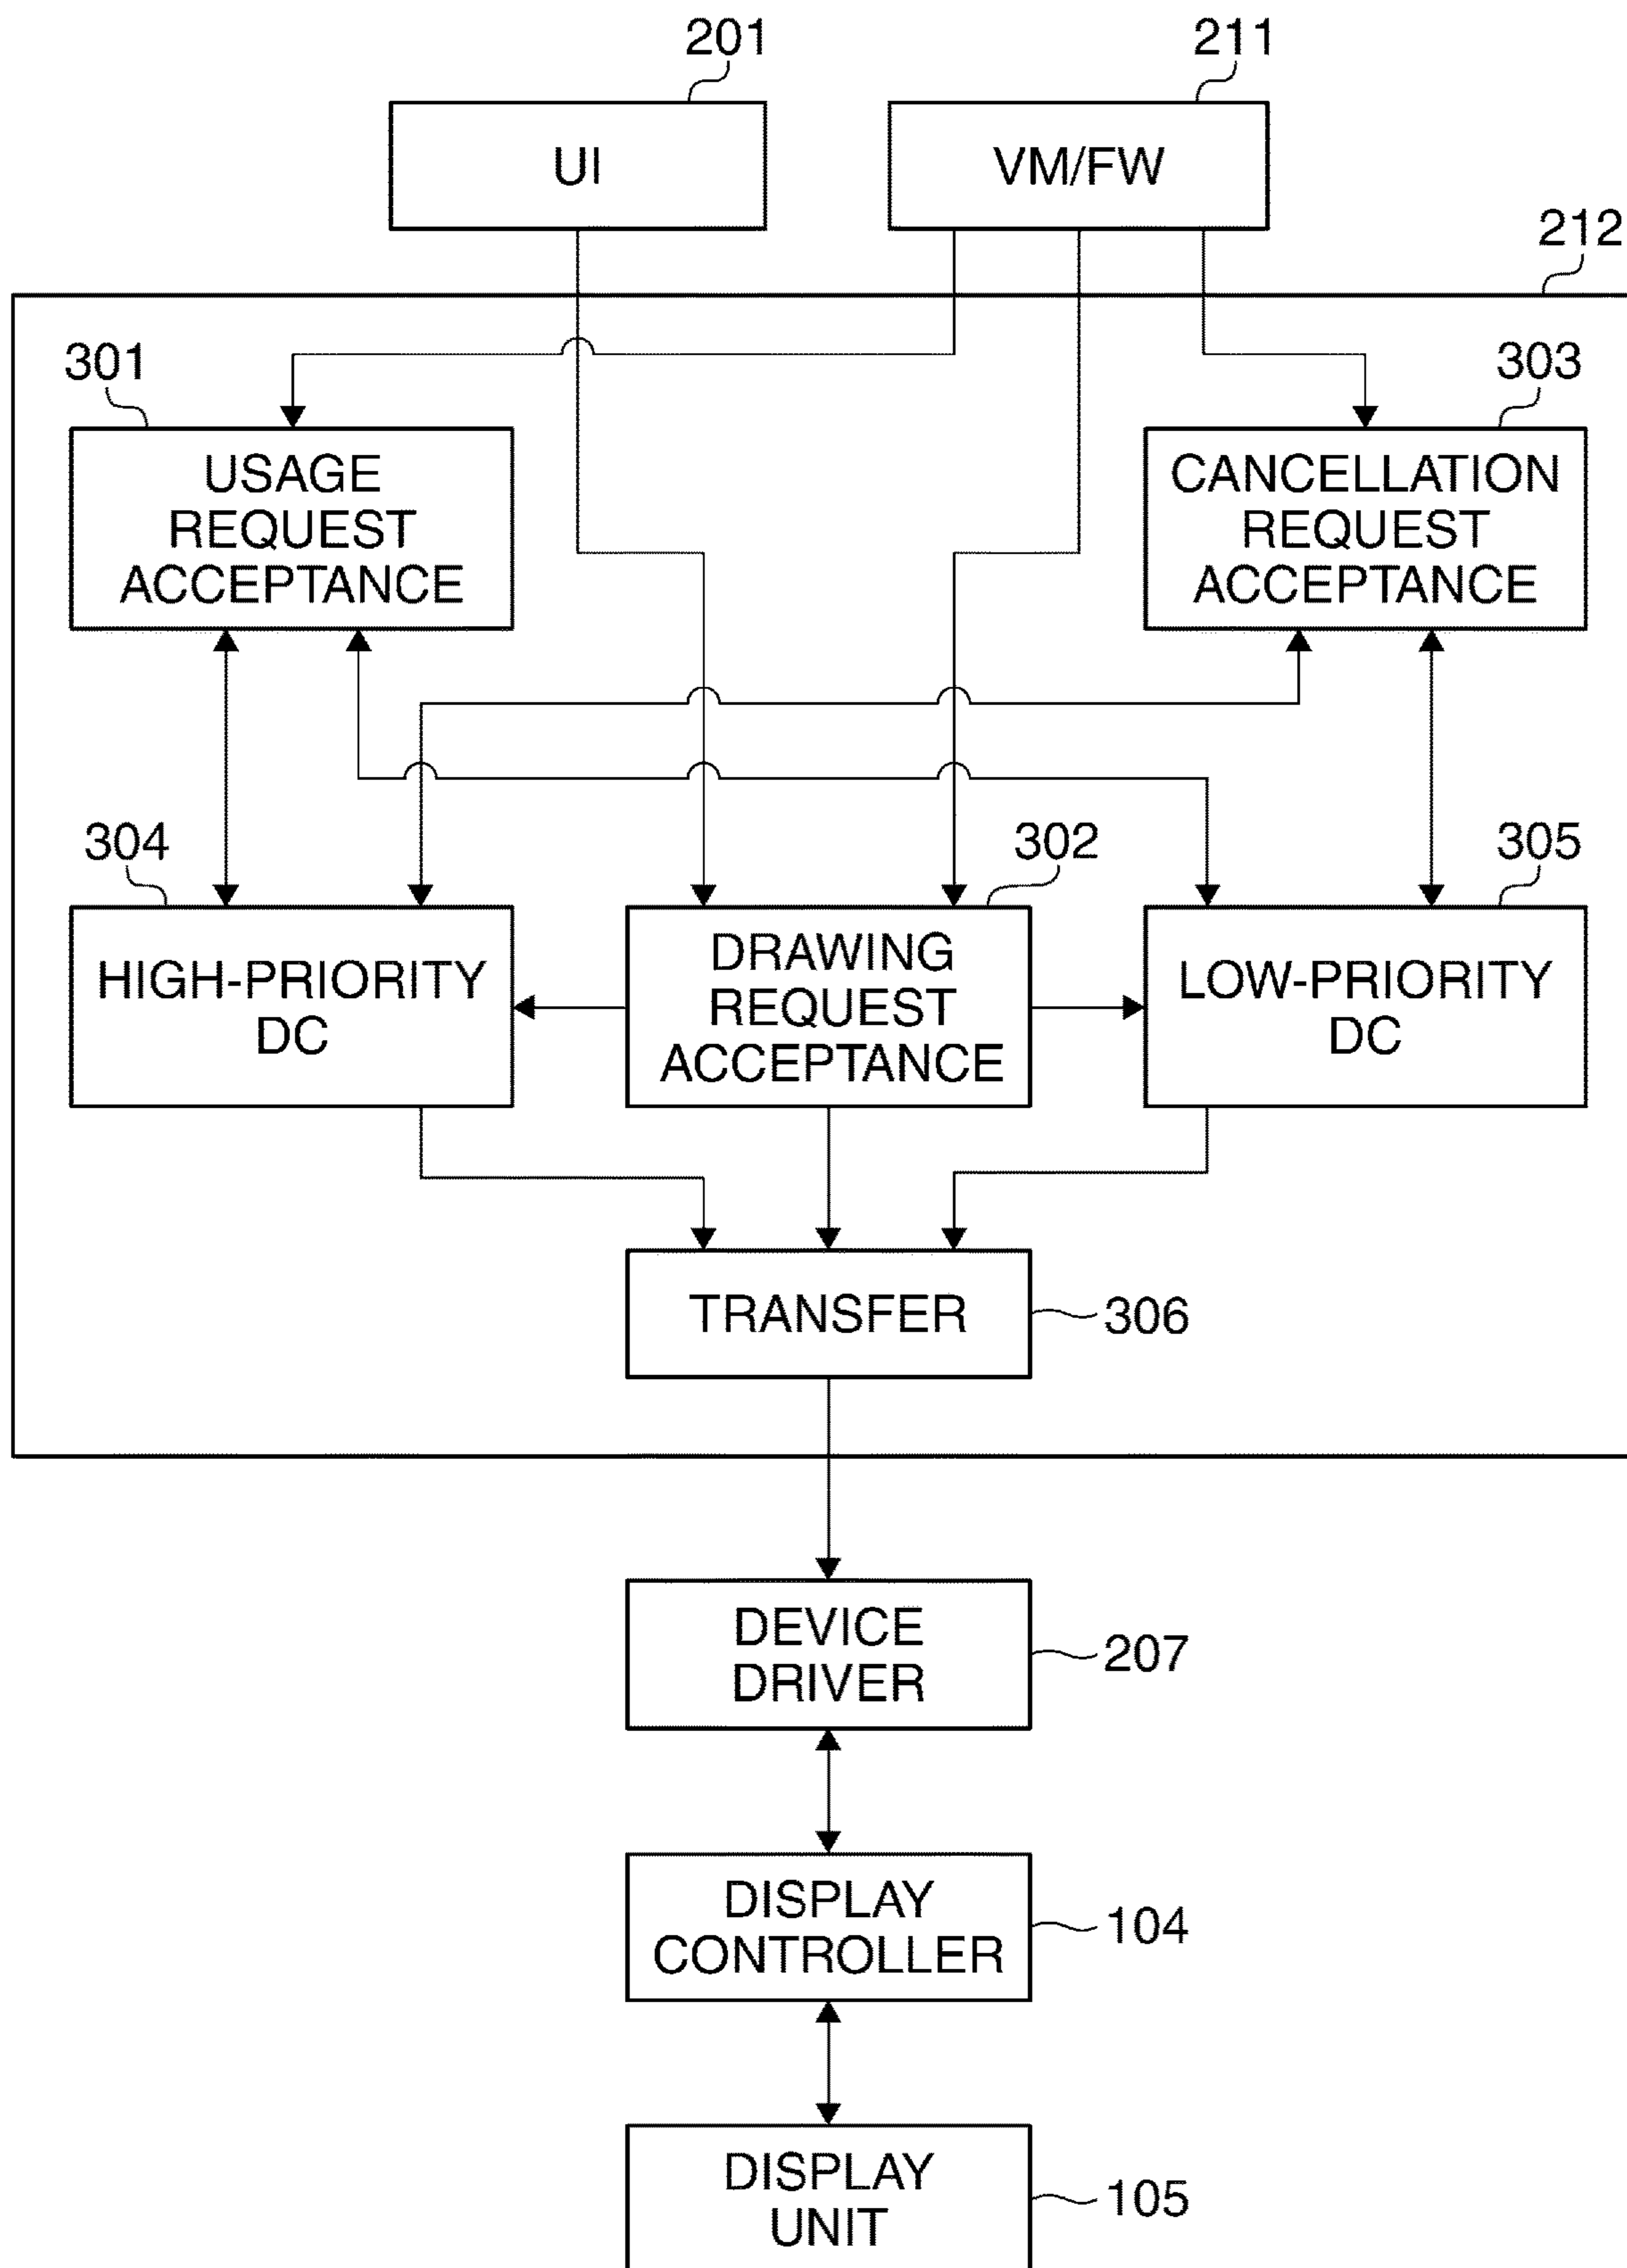 201
211
UI
VM/FW
212
301
303
USAGE
REQUEST
ACCEPTANCE
CANCELLATION
REQUEST
ACCEPTANCE
304
302
305
HIGH-PRIORITY
DC
DRAWING
REQUEST
ACCEPTANCE
LOW-PRIORITY
DC
TRANSFER
306
DEVICE
DRIVER
207
DISPLAY
CONTROLLER
104
DISPLAY
UNIT
105